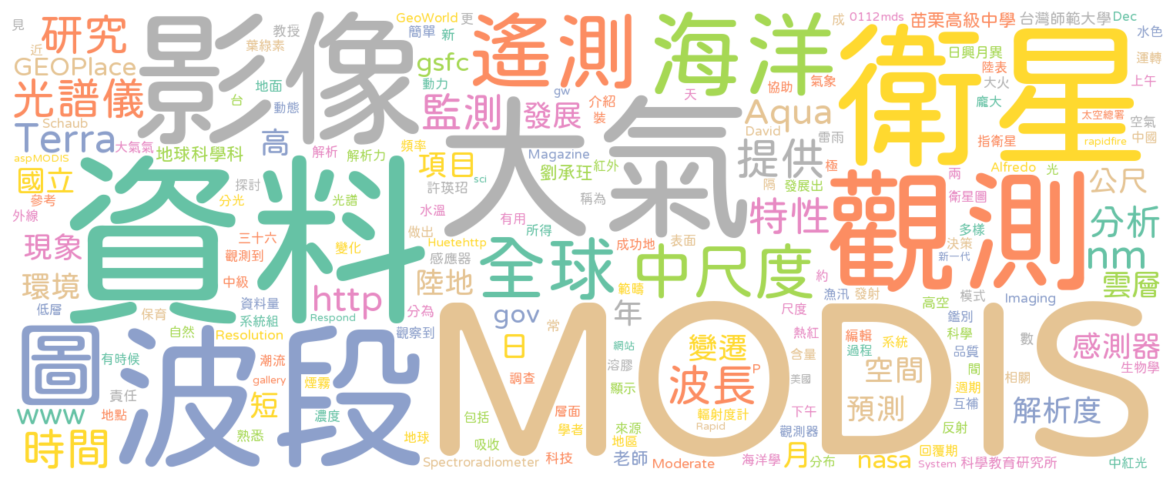 見 研究 影像 教授 GeoWorld 更 遙測 海洋 成 0112mds 苗栗高級中學 台灣師範大學 Dec
近 葉綠素 簡單 新 衛星 日興月異 陸表 水色
GEOPlace gsfc 協助 氣象 大火 運轉
光譜儀 地面 動力 gw 天 Aqua 龐大 上午
台 動態 監測 發展 介紹 裝 大氣 David 雷雨 指衛星 太空總署 空氣
Terra Schaub 大氣氣 地球科學科 高 解析 解析力 頻率 Magazine 紅外 提供 極 中國 rapidfire
aspMODIS 資料 項目 劉承玨 sci 隔 發展出 Alfredo 兩 光
國立 參考 探討 分光 光譜 許瑛玿 稱為 特性 觀測 衛星圖 公尺
外線 水溫 有用 所得 多樣 分析
現象 三十六 觀測到 變化 做出 Huetehttp 全球 成功地 表面 中尺度 決策 新一代 nm
環境 中級 感應器 陸地 範疇 約 漁汛 發射 高空 模式 Imaging 雲層
低層 保育 資料量 系統組 http 分為 gov 常 年 尺度 鑑別
圖 自然 Resolution Respond 觀察到 MODIS 熱紅 編輯 科學 系統 數 感測器
波段 有時候 潮流 日 網站 溶膠 變遷 含量 過程 品質 間 生物學
www 責任 gallery 煙霧 調查 顯示 波長 P 美國 空間 週期 相關
地點 短 濃度 包括 層面 來源 輻射度計 下午 預測 互補 解析度
時間 熟悉 地球 吸收 學者 地區 Rapid 觀測器 反射
Spectroradiometer 科技 老師 Moderate 海洋學 月 分布 nasa 回覆期 System 科學教育研究所 中紅光